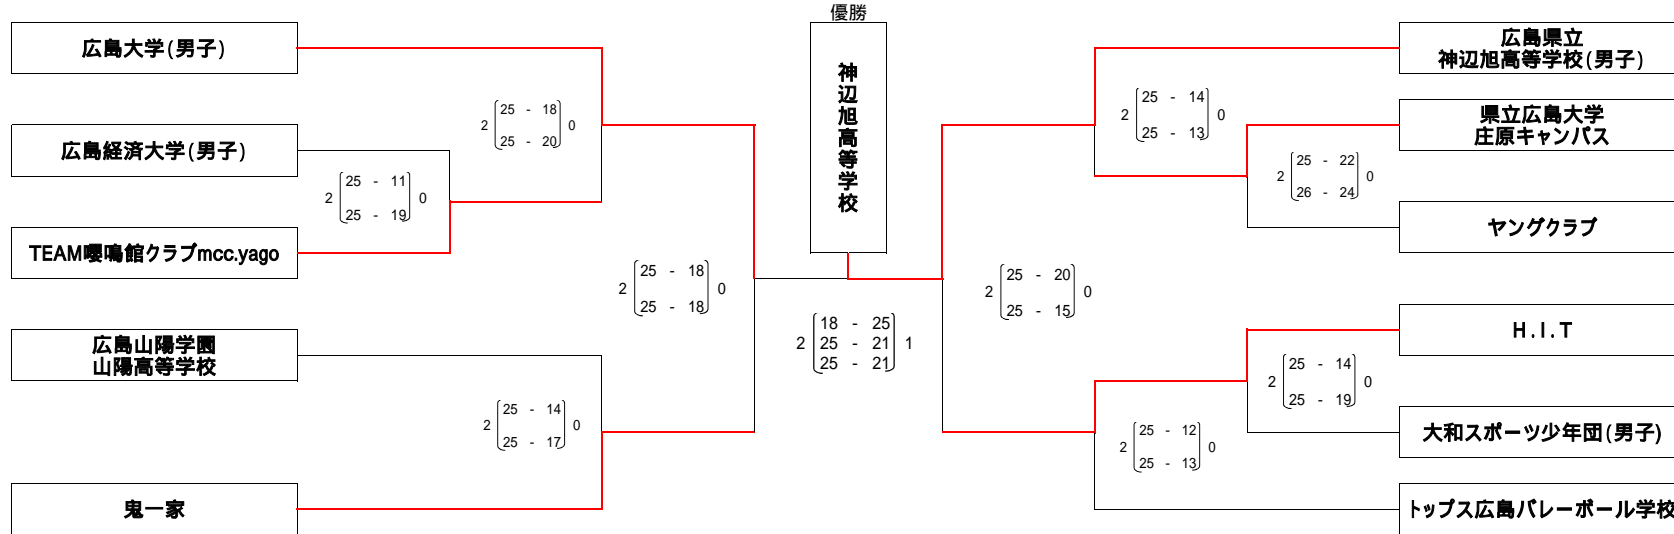 優勝
神辺旭高等学校
広島大学(男子)
広島経済大学(男子)
TEAM嚶鳴館クラブmcc.yago
広島山陽学園
山陽高等学校
鬼一家
2 25 - 18 0
25 - 20
2 25 - 11 0
25 - 19
2 25 - 18 0
25 - 18
2 25 - 14 0
25 - 17
18 - 25
2 25 - 21 1
25 - 21
2 25 - 20 0
25 - 15
2 25 - 14 0
25 - 13
2 25 - 22 0
26 - 24
2 25 - 14 0
25 - 19
2 25 - 12 0
25 - 13
広島県立
神辺旭高等学校(男子)
県立広島大学
庄原キャンパス
ヤングクラブ
H.I.T
大和スポーツ少年団(男子)
トップス広島バレーボール学校